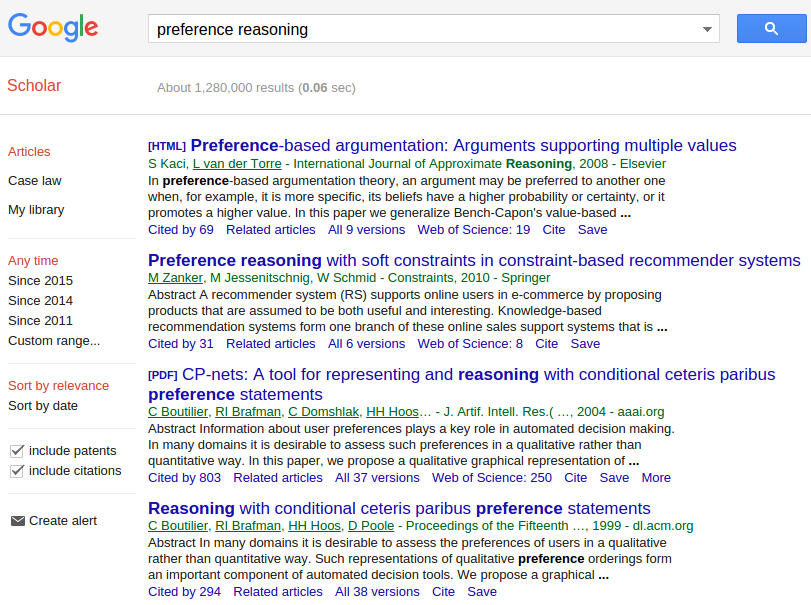 Google
preference reasoning
Scholar
About 1,280,000 results (0.06 sec)
Articles
Case law
My library
Any time
Since 2015
Since 2014
Since 2011
Custom range...
Sort by relevance
Sort by date
include patents
include citations
Create alert
[HTML] Preference-based argumentation: Arguments supporting multiple values
S Kaci, L van der Torre - International Journal of Approximate Reasoning, 2008 - Elsevier
In preference-based argumentation theory, an argument may be preferred to another one
when, for example, it is more specific, its beliefs have a higher probability or certainty, or it
promotes a higher value. In this paper we generalize Bench-Capon's value-based ...
Cited by 69 Related articles All 9 versions Web of Science: 19 Cite Save
Preference reasoning with soft constraints in constraint-based recommender systems
M Zanker, M Jessenitschnig, W Schmid - Constraints, 2010 - Springer
Abstract A recommender system (RS) supports online users in e-commerce by proposing
products that are assumed to be both useful and interesting. Knowledge-based
recommendation systems form one branch of these online sales support systems that is ...
Cited by 31 Related articles All 6 versions Web of Science: 8 Cite Save
[PDF] CP-nets: A tool for representing and reasoning with conditional ceteris paribus
preference statements
C Boutilier, RI Brafman, C Domshlak, HH Hoos… - J. Artif. Intell. Res.( …, 2004 - aaai.org
Abstract Information about user preferences plays a key role in automated decision making.
In many domains it is desirable to assess such preferences in a qualitative rather than
quantitative way. In this paper, we propose a qualitative graphical representation of ...
Cited by 803 Related articles All 37 versions Web of Science: 250 Cite Save More
Reasoning with conditional ceteris paribus preference statements
C Boutilier, RI Brafman, HH Hoos, D Poole - Proceedings of the Fifteenth …, 1999 - dl.acm.org
Abstract In many domains it is desirable to assess the preferences of users in a qualitative
rather than quantitative way. Such representations of qualitative preference orderings form
an important component of automated decision tools. We propose a graphical ...
Cited by 294 Related articles All 38 versions Cite Save